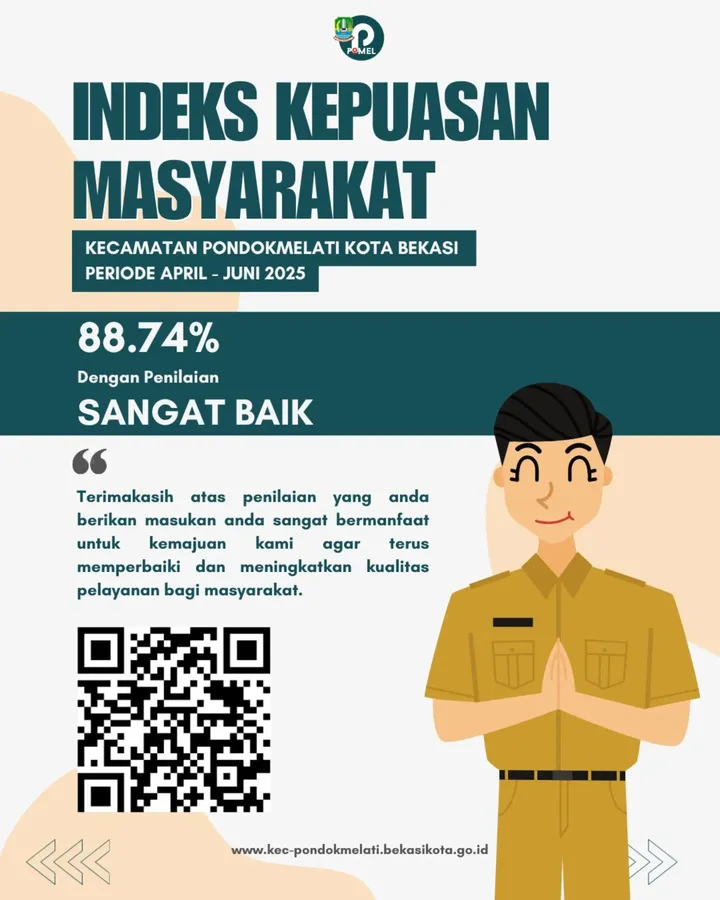 POMEL
INDEKS KEPUASAN
MASYARAKAT
KECAMATAN PONDOKMELATI KOTA BEKASI
PERIODE APRIL - JUNI 2025
88.74%
Dengan Penilaian
SANGAT BAIK
“
Terimakasih atas penilaian yang anda
berikan masukan anda sangat bermanfaat
untuk kemajuan kami agar terus
memperbaiki dan meningkatkan kualitas
pelayanan bagi masyarakat.
www.kec-pondokmelati.bekasikota.go.id